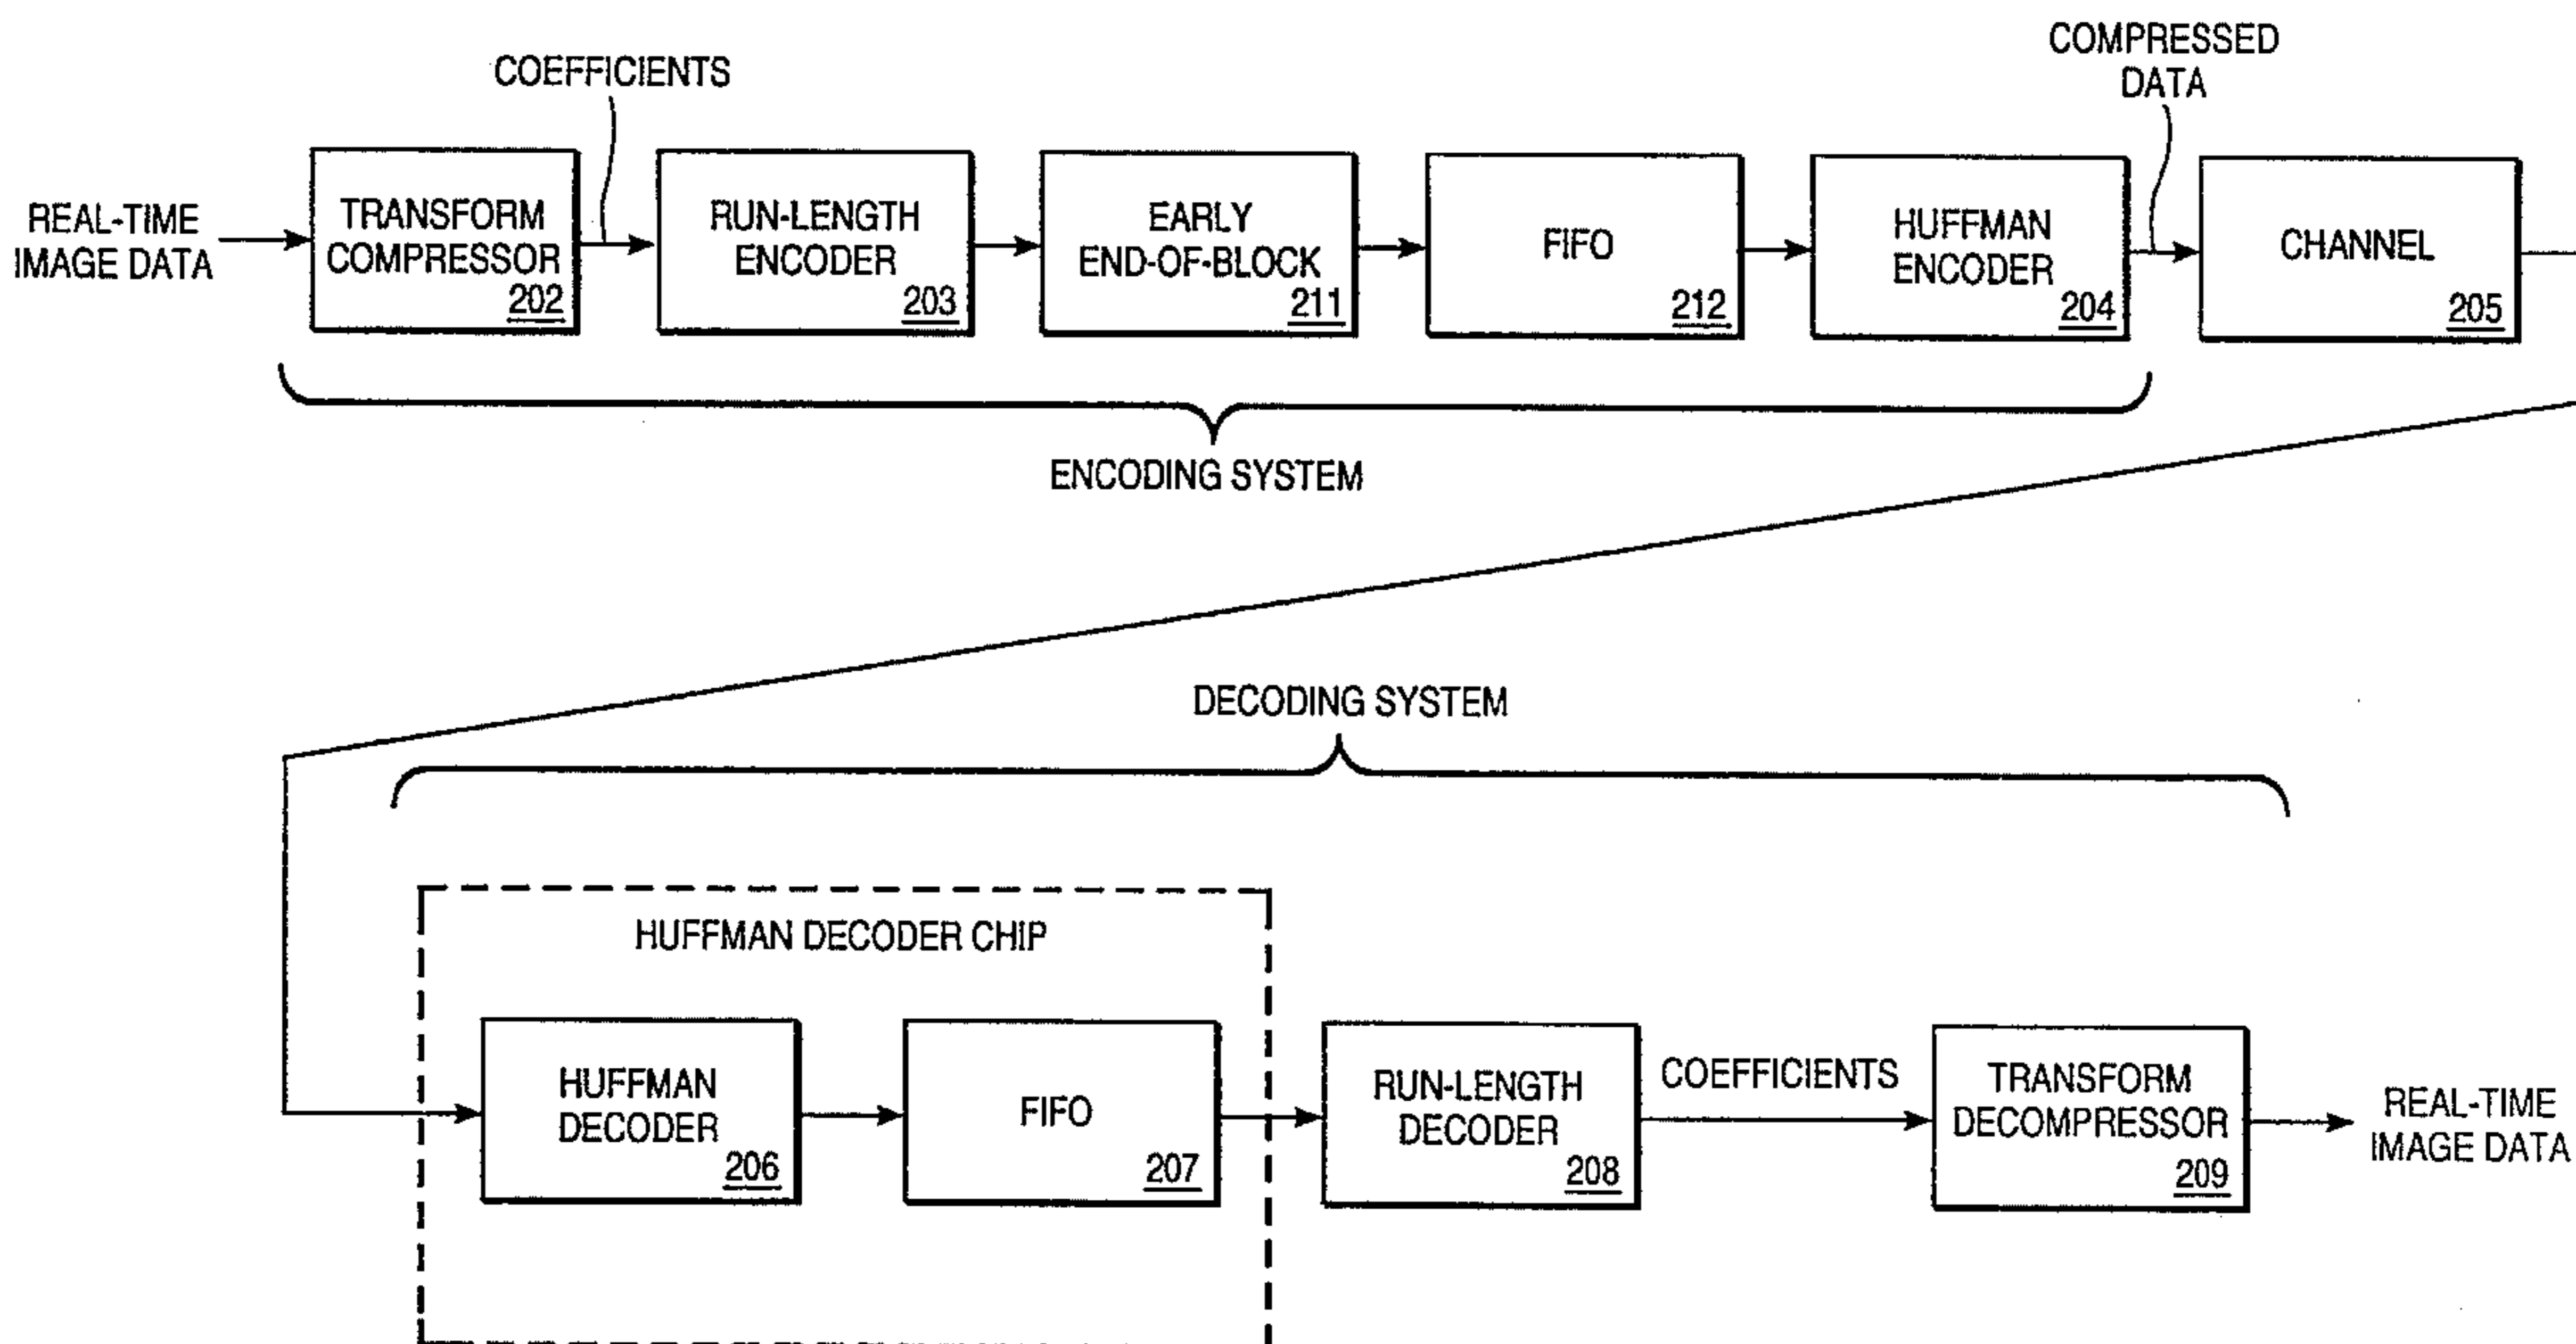 COEFFICIENTS
COMPRESSED
DATA
REAL-TIME
IMAGE DATA
TRANSFORM
COMPRESSOR
202
RUN-LENGTH
ENCODER
203
EARLY
END-OF-BLOCK
211
FIFO
212
HUFFMAN
ENCODER
204
CHANNEL
205
ENCODING SYSTEM
DECODING SYSTEM
HUFFMAN DECODER CHIP
HUFFMAN
DECODER
206
FIFO
207
RUN-LENGTH
DECODER
208
COEFFICIENTS
TRANSFORM
DECOMPRESSOR
209
REAL-TIME
IMAGE DATA